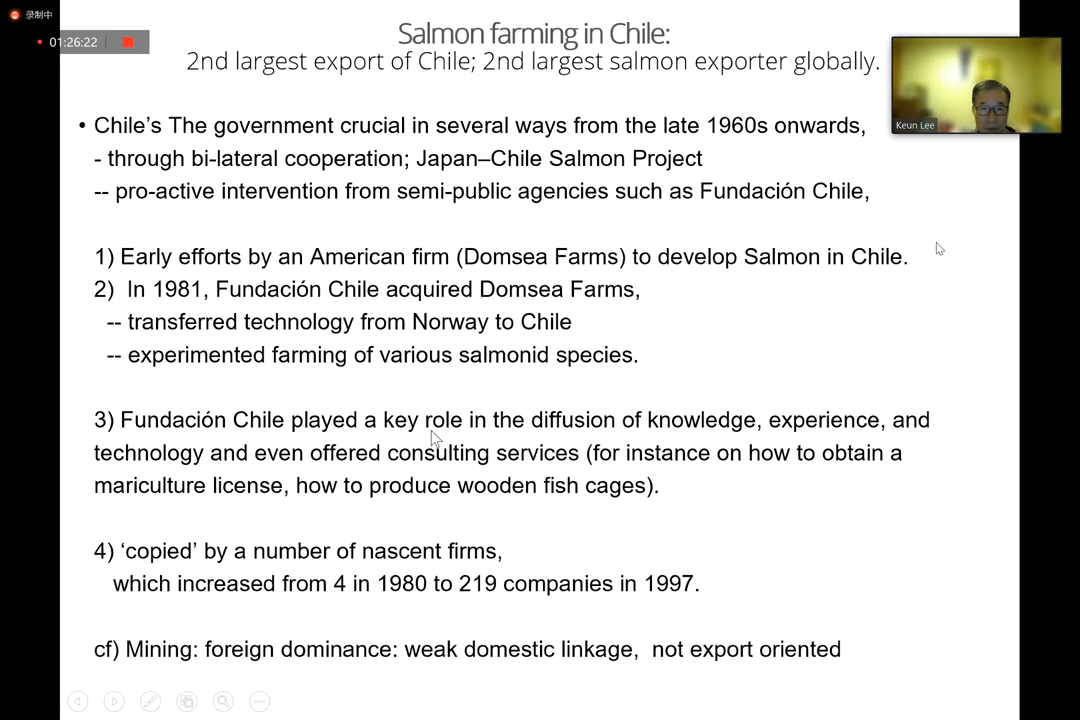 录制中
01:26:22
Salmon farming in Chile:
2nd largest export of Chile; 2nd largest salmon exporter globally.
Keun Lee
• Chile’s The government crucial in several ways from the late 1960s onwards,
- through bi-lateral cooperation; Japan–Chile Salmon Project
-- pro-active intervention from semi-public agencies such as Fundación Chile,
1) Early efforts by an American firm (Domsea Farms) to develop Salmon in Chile.
2) In 1981, Fundación Chile acquired Domsea Farms,
-- transferred technology from Norway to Chile
-- experimented farming of various salmonid species.
3) Fundación Chile played a key role in the diffusion of knowledge, experience, and
technology and even offered consulting services (for instance on how to obtain a
mariculture license, how to produce wooden fish cages).
4) ‘copied’ by a number of nascent firms,
which increased from 4 in 1980 to 219 companies in 1997.
cf) Mining: foreign dominance: weak domestic linkage, not export oriented